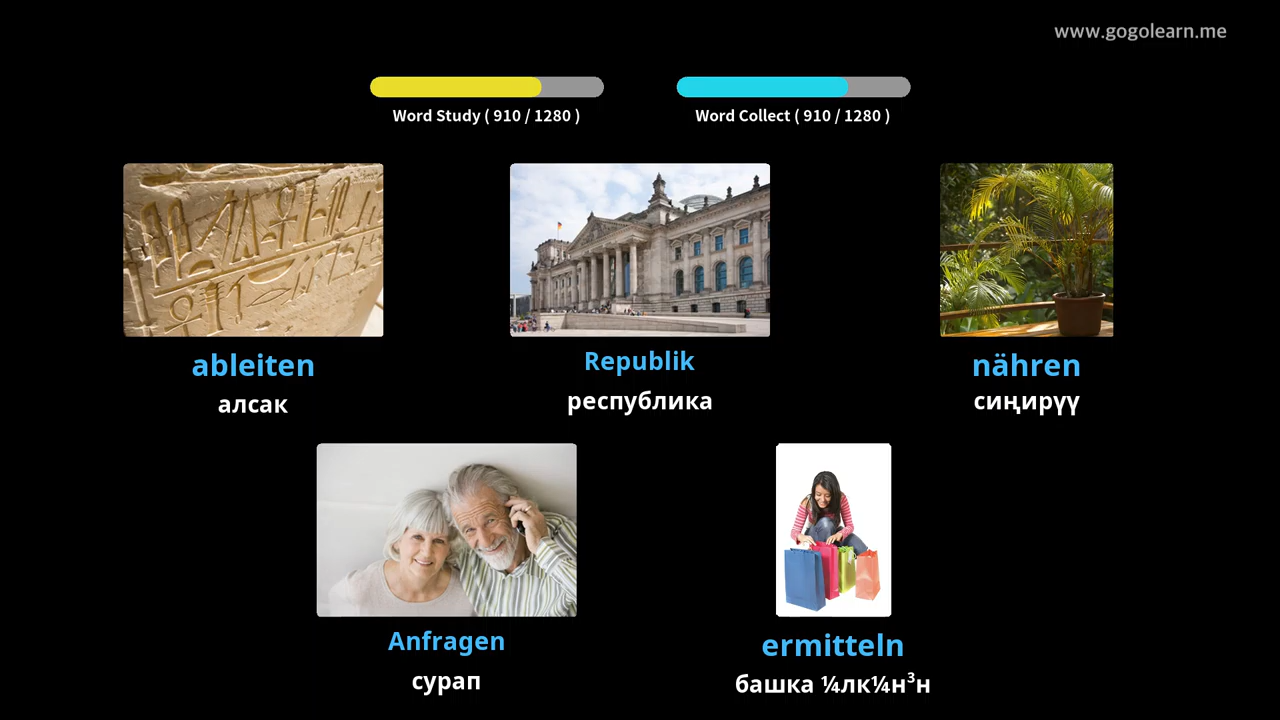 www.gogolearn.me
Word Study ( 910 / 1280 )
Word Collect ( 910 / 1280 )
ableiten
алсак
Republik
республика
nähren
сиңирүү
Anfragen
сурап
ermitteln
башка ¼лк¼н³н